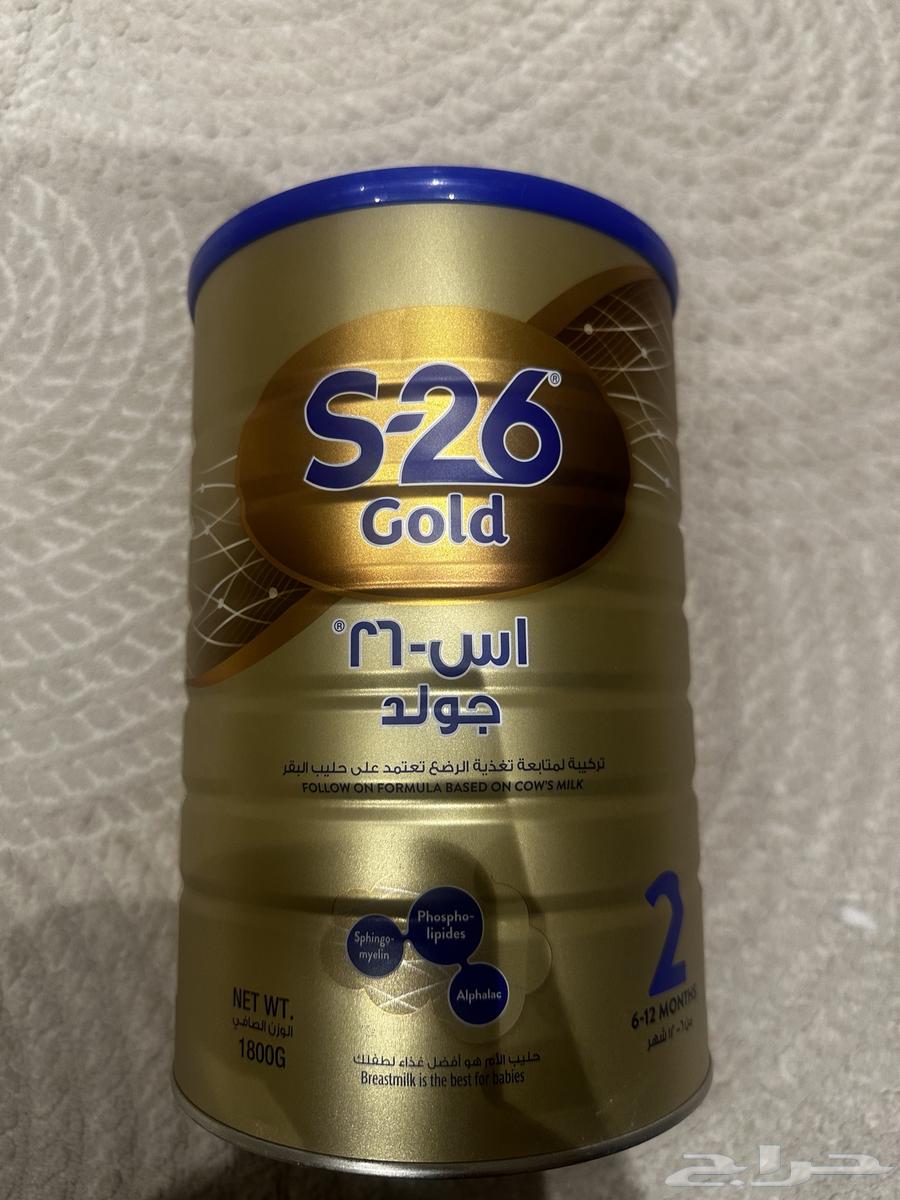 S-26®
Gold
اس-٢٦®
جولد
تركيبة لمتابعة تغذية الرضع تعتمد على حليب البقر
FOLLOW ON FORMULA BASED ON COW'S MILK
Sphingo-
myelin
Phospho-
lipides
Alphalac
2
6-12 MONTHS
من ٦-١٢ شهر
NET WT.
الوزن الصافي
1800G
حليب الأم هو أفضل غذاء لطفلك
Breastmilk is the best for babies
حراج